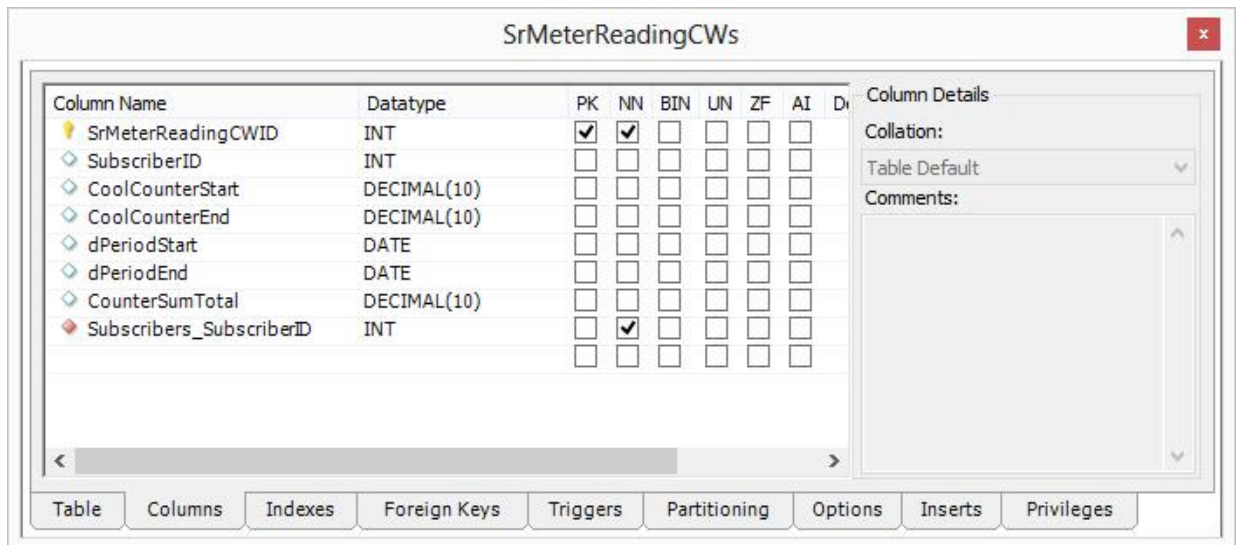 SrMeterReadingCWs
x
Column Name Datatype PK NN BIN UN ZF AI
SrMeterReadingCWID INT
SubscriberID INT
CoolCounterStart DECIMAL(10)
CoolCounterEnd DECIMAL(10)
dPeriodStart DATE
dPeriodEnd DATE
CounterSumTotal DECIMAL(10)
Subscribers_SubscriberID INT
Column Details
Collation:
Table Default
Comments:
Table Columns Indexes Foreign Keys Triggers Partitioning Options Inserts Privileges